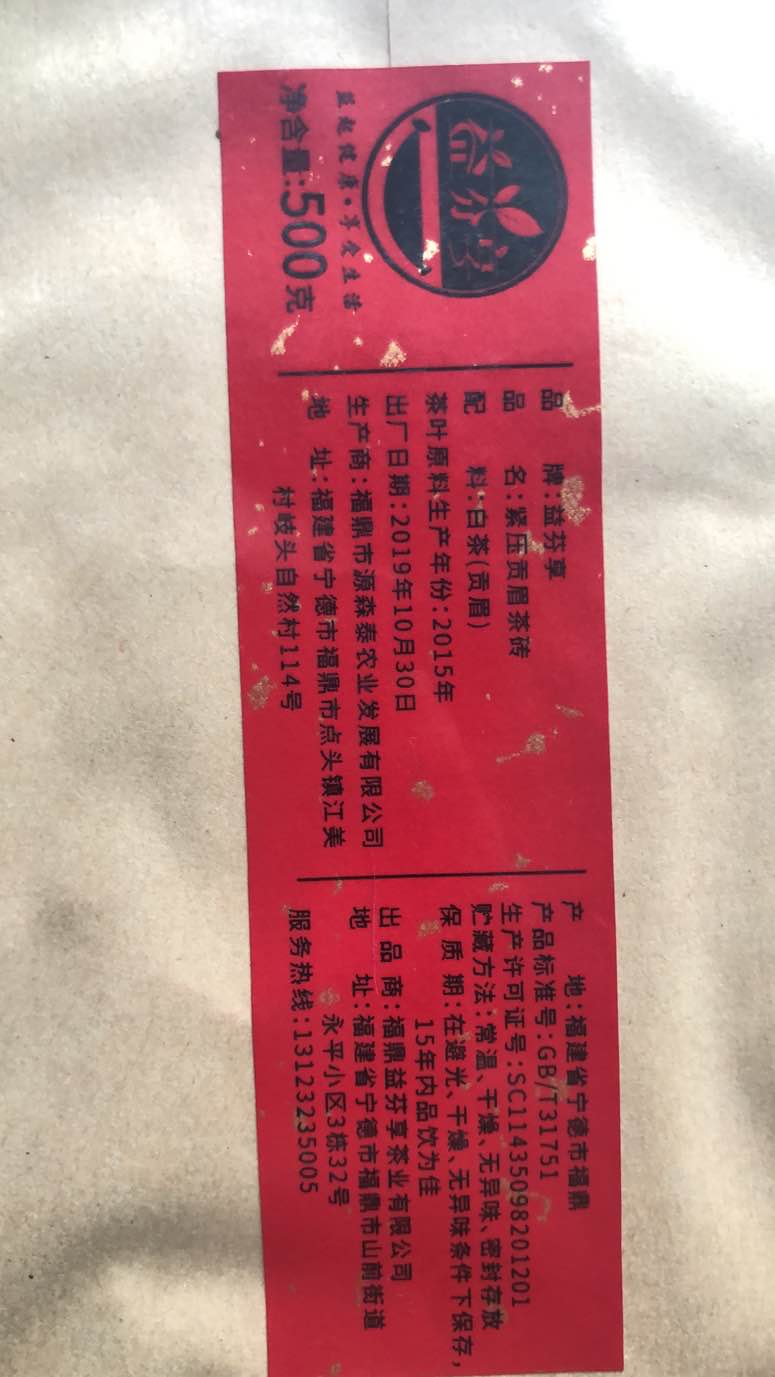 益芬享
益起健康·享受生活
净含量:500克
品 牌:益芬享
品 名:紧压贡眉茶砖
配 料:白茶(贡眉)
茶叶原料生产年份:2015年
出厂日期:2019年10月30日
生产商:福鼎市源森泰农业发展有限公司
地 址:福建省宁德市福鼎市点头镇江美
村岐头自然村114号
产 地:福建省宁德市福鼎
产品标准号:GB/T31751
生产许可证号:SC11435098201201
贮藏方法:常温、干燥、无异味、密封存放
保 质 期:在避光、干燥、无异味条件下保存,
15年内品饮为佳
出 品 商:福鼎益芬享茶业有限公司
地 址:福建省宁德市福鼎市山前街道
永平小区3栋32号
服务热线:13123235005